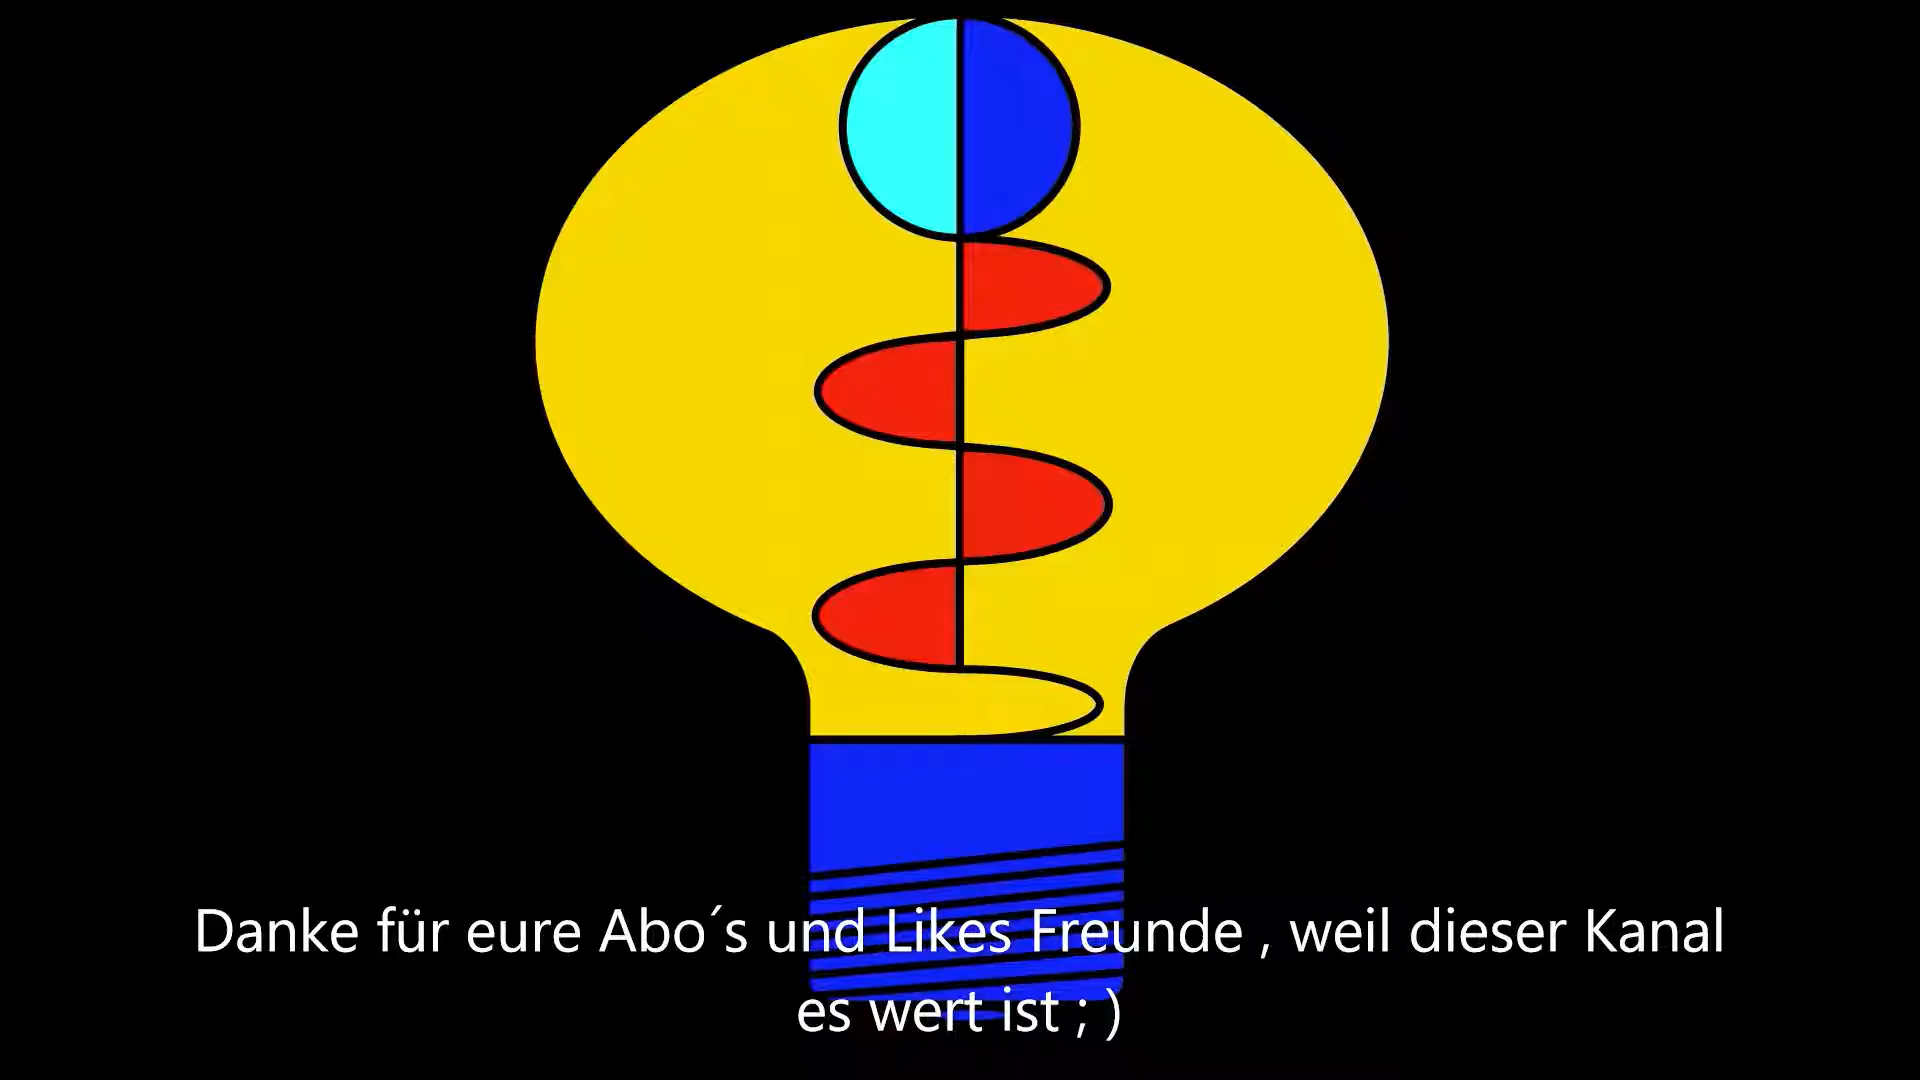 Danke für eure Abo´s und Likes Freunde , weil dieser Kanal
es wert ist ; )